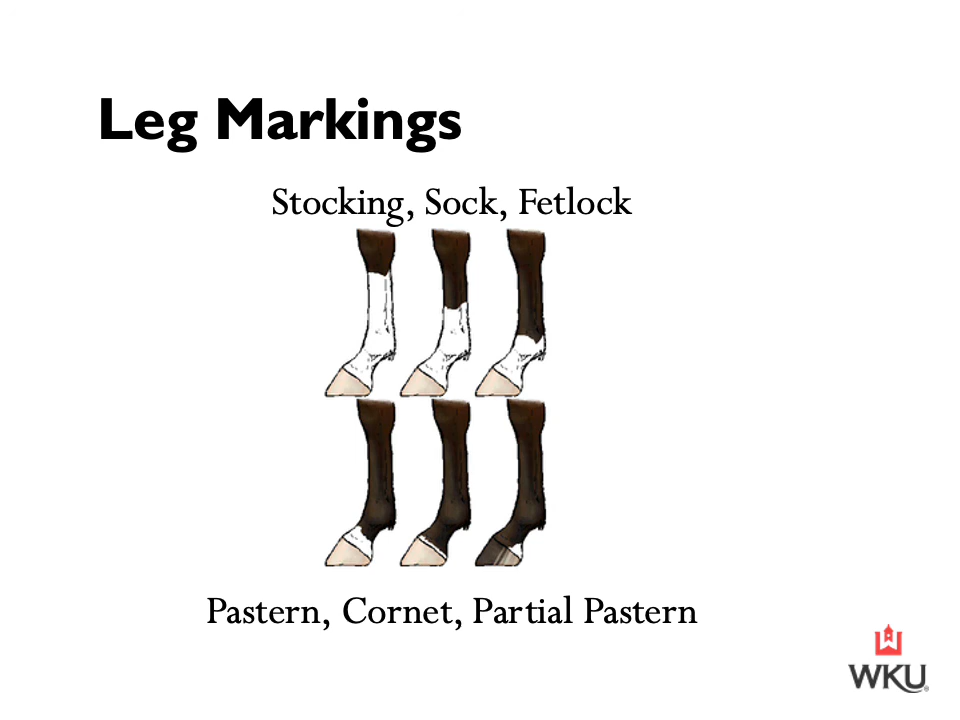 Leg Markings
Stocking, Sock, Fetlock
Pastern, Cornet, Partial Pastern
WKU®